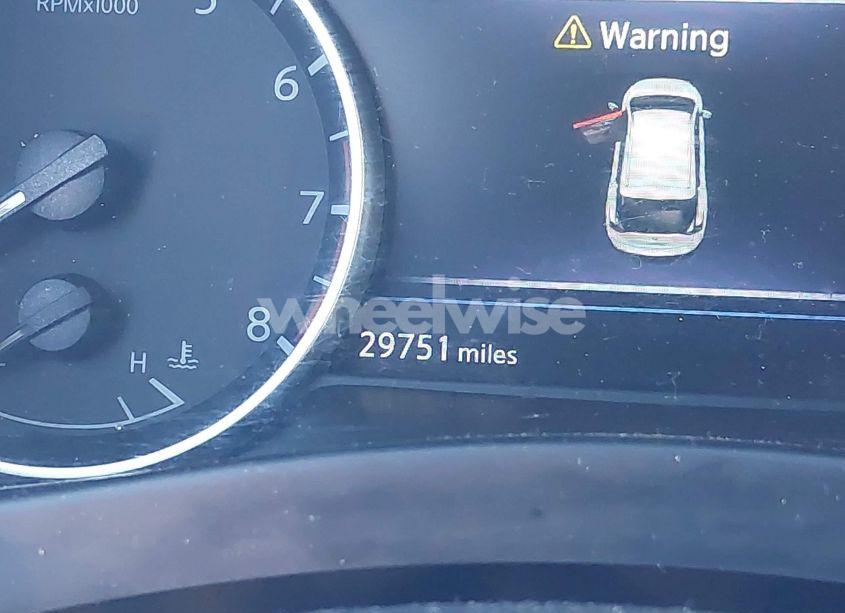 RPMx1000
5
Warning
6
7
8
29751 miles
H
wheelwise